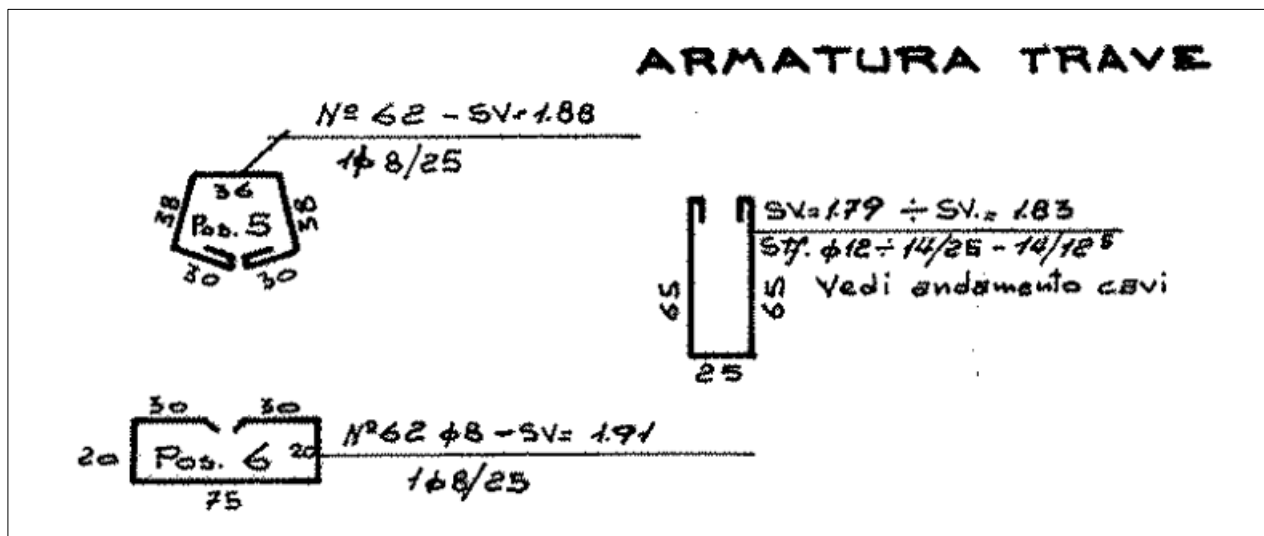 ARMATURA TRAVE
Nº 62 - SV=1.88
1ϕ 8/25
36
38
38
Pos. 5
30
30
SV.=1.79 ÷ SV.= 1.83
Stf. ϕ12÷14/25 - 14/12⁵
Vedi andamento cavi
65
65
25
30
30
20
Pos. 6
20
75
Nº62 ϕ8 - SV= 1.91
1ϕ8/25